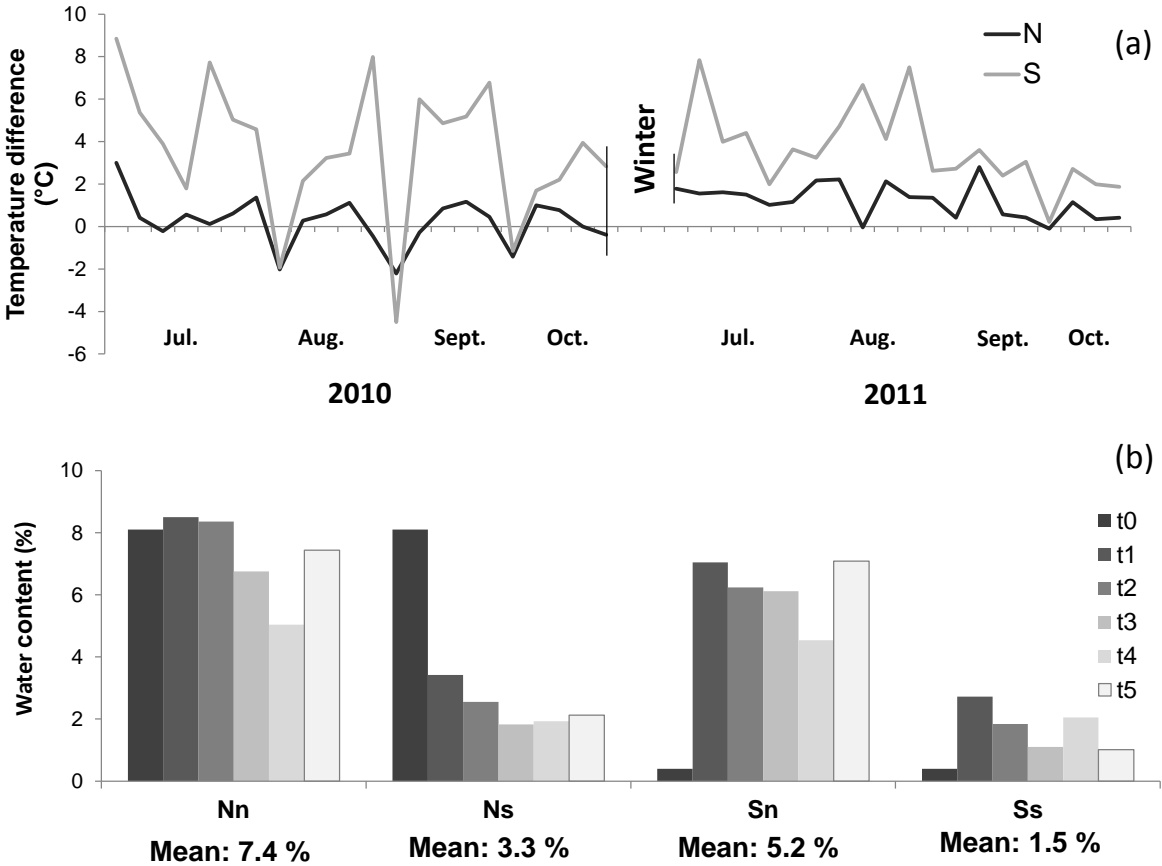 (a)
N
S
Temperature difference
(°C)
10
8
6
4
2
0
-2
-4
-6
Winter
Jul.
Aug.
Sept.
Oct.
Jul.
Aug.
Sept.
Oct.
2010
2011
(b)
Water content (%)
10
8
6
4
2
0
t0
t1
t2
t3
t4
t5
Nn
Ns
Sn
Ss
Mean: 7.4 %
Mean: 3.3 %
Mean: 5.2 %
Mean: 1.5 %